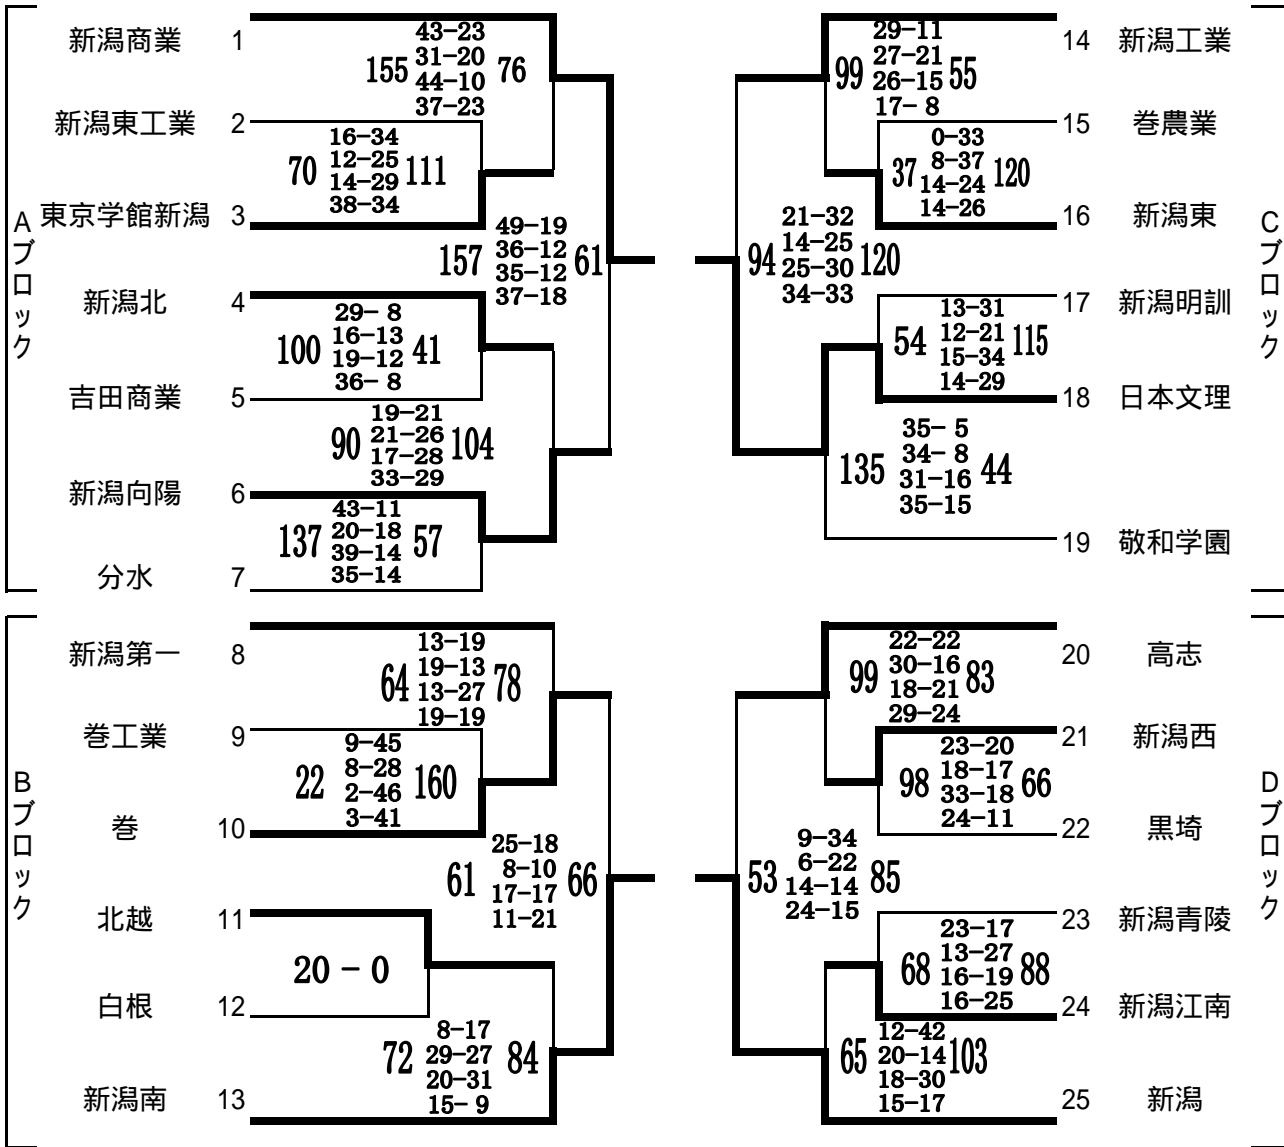 Aブロック
新潟商業 1
43-23
155 31-20 76
44-10
37-23
新潟東工業 2
16-34
70 12-25 111
14-29
38-34
東京学館新潟 3
49-19
157 36-12 61
35-12
37-18
新潟北 4
29- 8
100 16-13 41
19-12
36- 8
吉田商業 5
19-21
90 21-26 104
17-28
33-29
新潟向陽 6
43-11
137 20-18 57
39-14
35-14
分水 7
Bブロック
新潟第一 8
13-19
64 19-13 78
13-27
19-19
巻工業 9
9-45
22 8-28 160
2-46
3-41
巻 10
25-18
61 8-10 66
17-17
11-21
北越 11
20 - 0
白根 12
8-17
72 29-27 84
20-31
15- 9
新潟南 13
Cブロック
14 新潟工業
29-11
99 27-21 55
26-15
17- 8
15 巻農業
0-33
37 8-37 120
14-24
14-26
16 新潟東
21-32
94 14-25 120
25-30
34-33
17 新潟明訓
13-31
54 12-21 115
15-34
14-29
18 日本文理
35- 5
135 34- 8 44
31-16
35-15
19 敬和学園
Dブロック
20 高志
22-22
99 30-16 83
18-21
29-24
21 新潟西
23-20
98 18-17 66
33-18
24-11
22 黒埼
9-34
53 6-22 85
14-14
24-15
23 新潟青陵
23-17
68 13-27 88
16-19
16-25
24 新潟江南
12-42
65 20-14 103
18-30
15-17
25 新潟